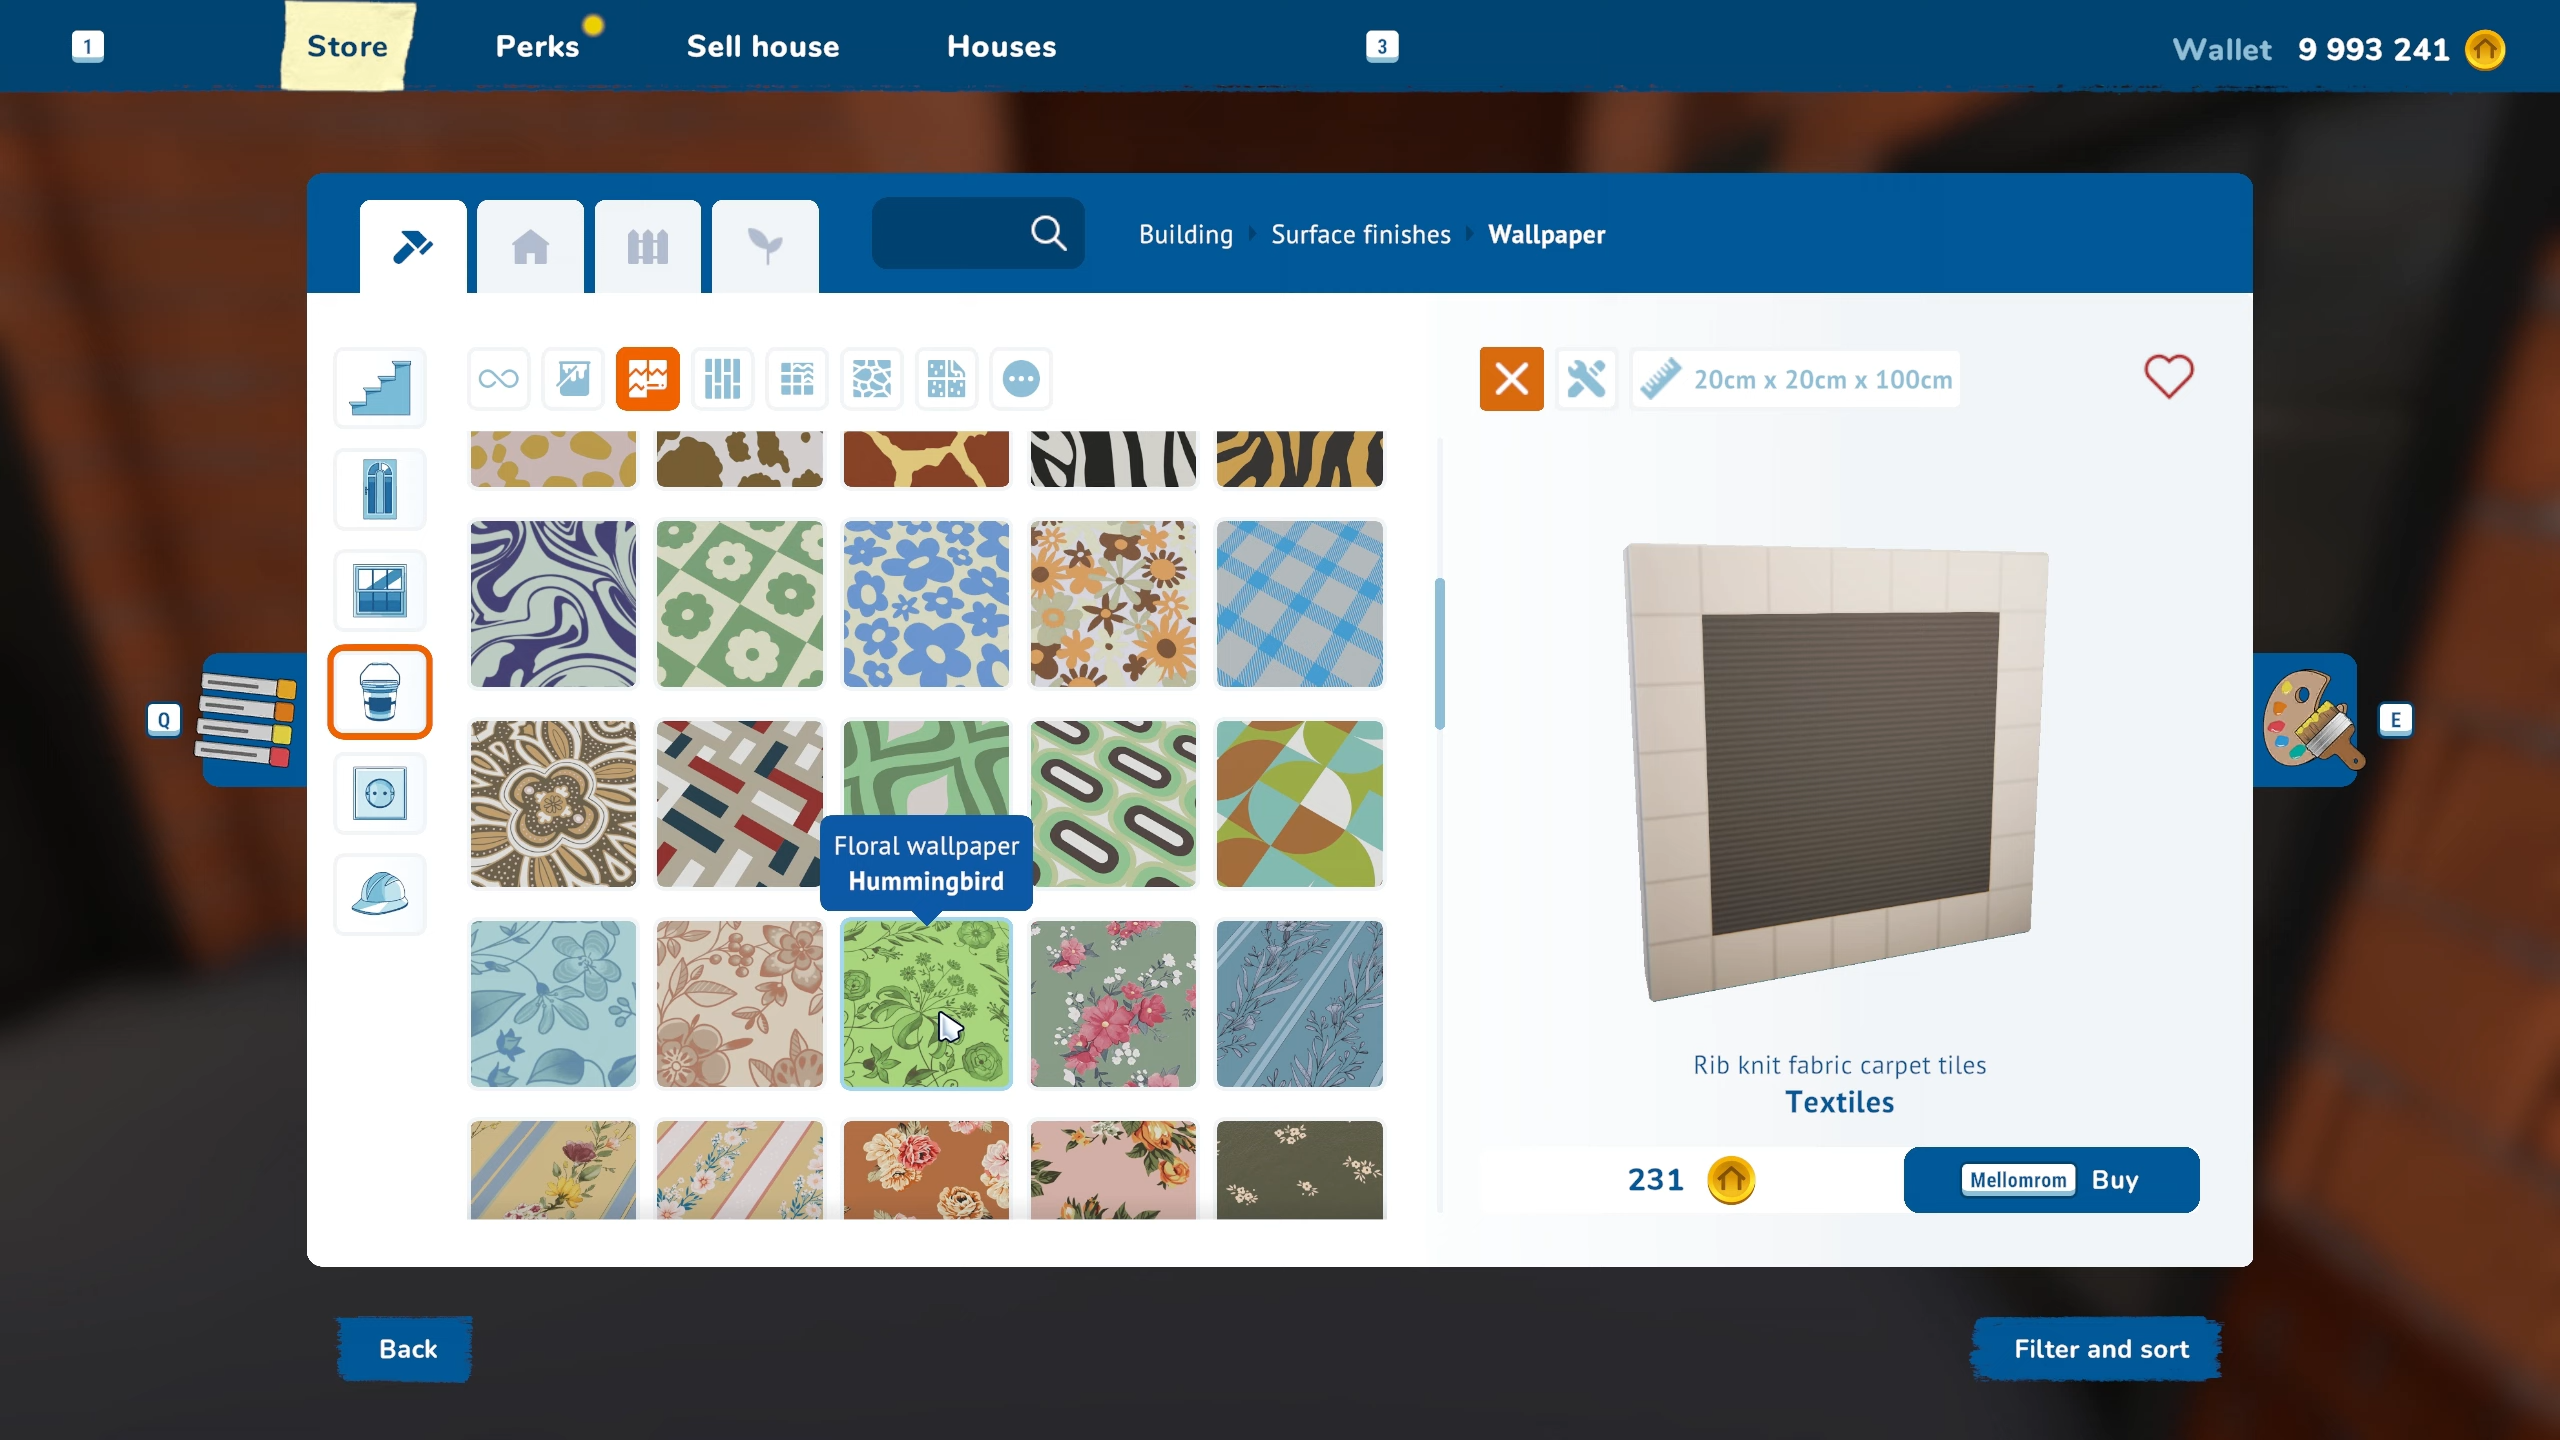 1
Store
Perks
Sell house
Houses
3
Wallet 9 993 241
Building Surface finishes Wallpaper
20cm x 20cm x 100cm
Q
E
Floral wallpaper
Hummingbird
Rib knit fabric carpet tiles
Textiles
231
Mellomrom Buy
Back
Filter and sort